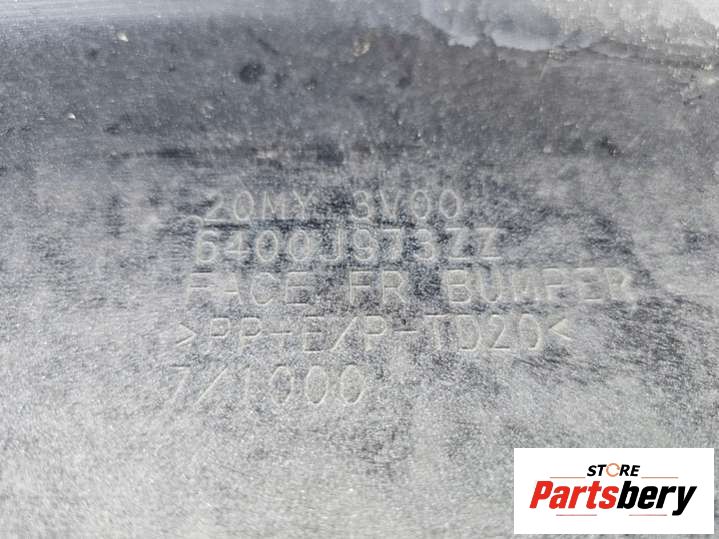 20MY 3V00
6400J973ZZ
FACE FR BUMPER
>PP-E/P-TD20<
7/1000
STORE
Partsbery